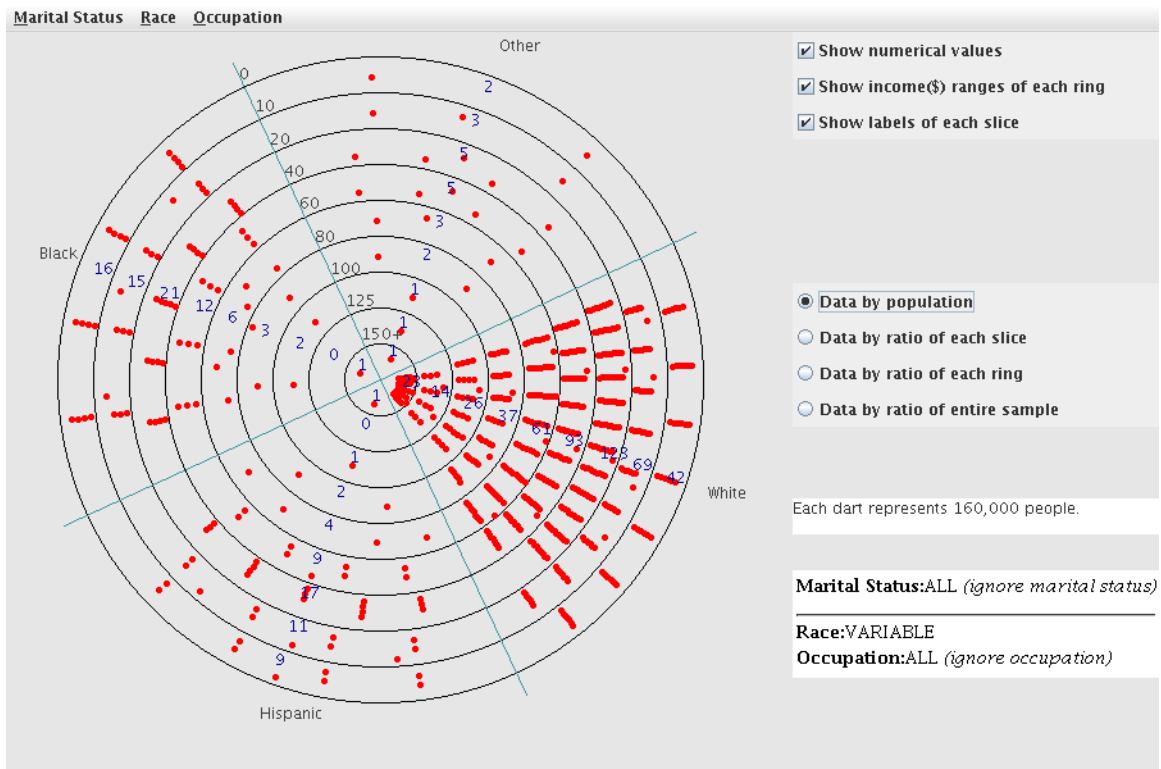 Marital Status Race Occupation
Other
Show numerical values
Show income($) ranges of each ring
Show labels of each slice
0
10
20
40
60
80
100
125
150+
2
3
5
5
3
2
1
1
1
Black
16
15
21
12
6
3
2
0
1
Data by population
Data by ratio of each slice
Data by ratio of each ring
Data by ratio of entire sample
23
14
26
37
61
93
128
69
42
White
1
0
1
2
4
9
17
11
9
Hispanic
Each dart represents 160,000 people.
Marital Status:ALL (ignore marital status)
Race:VARIABLE
Occupation:ALL (ignore occupation)